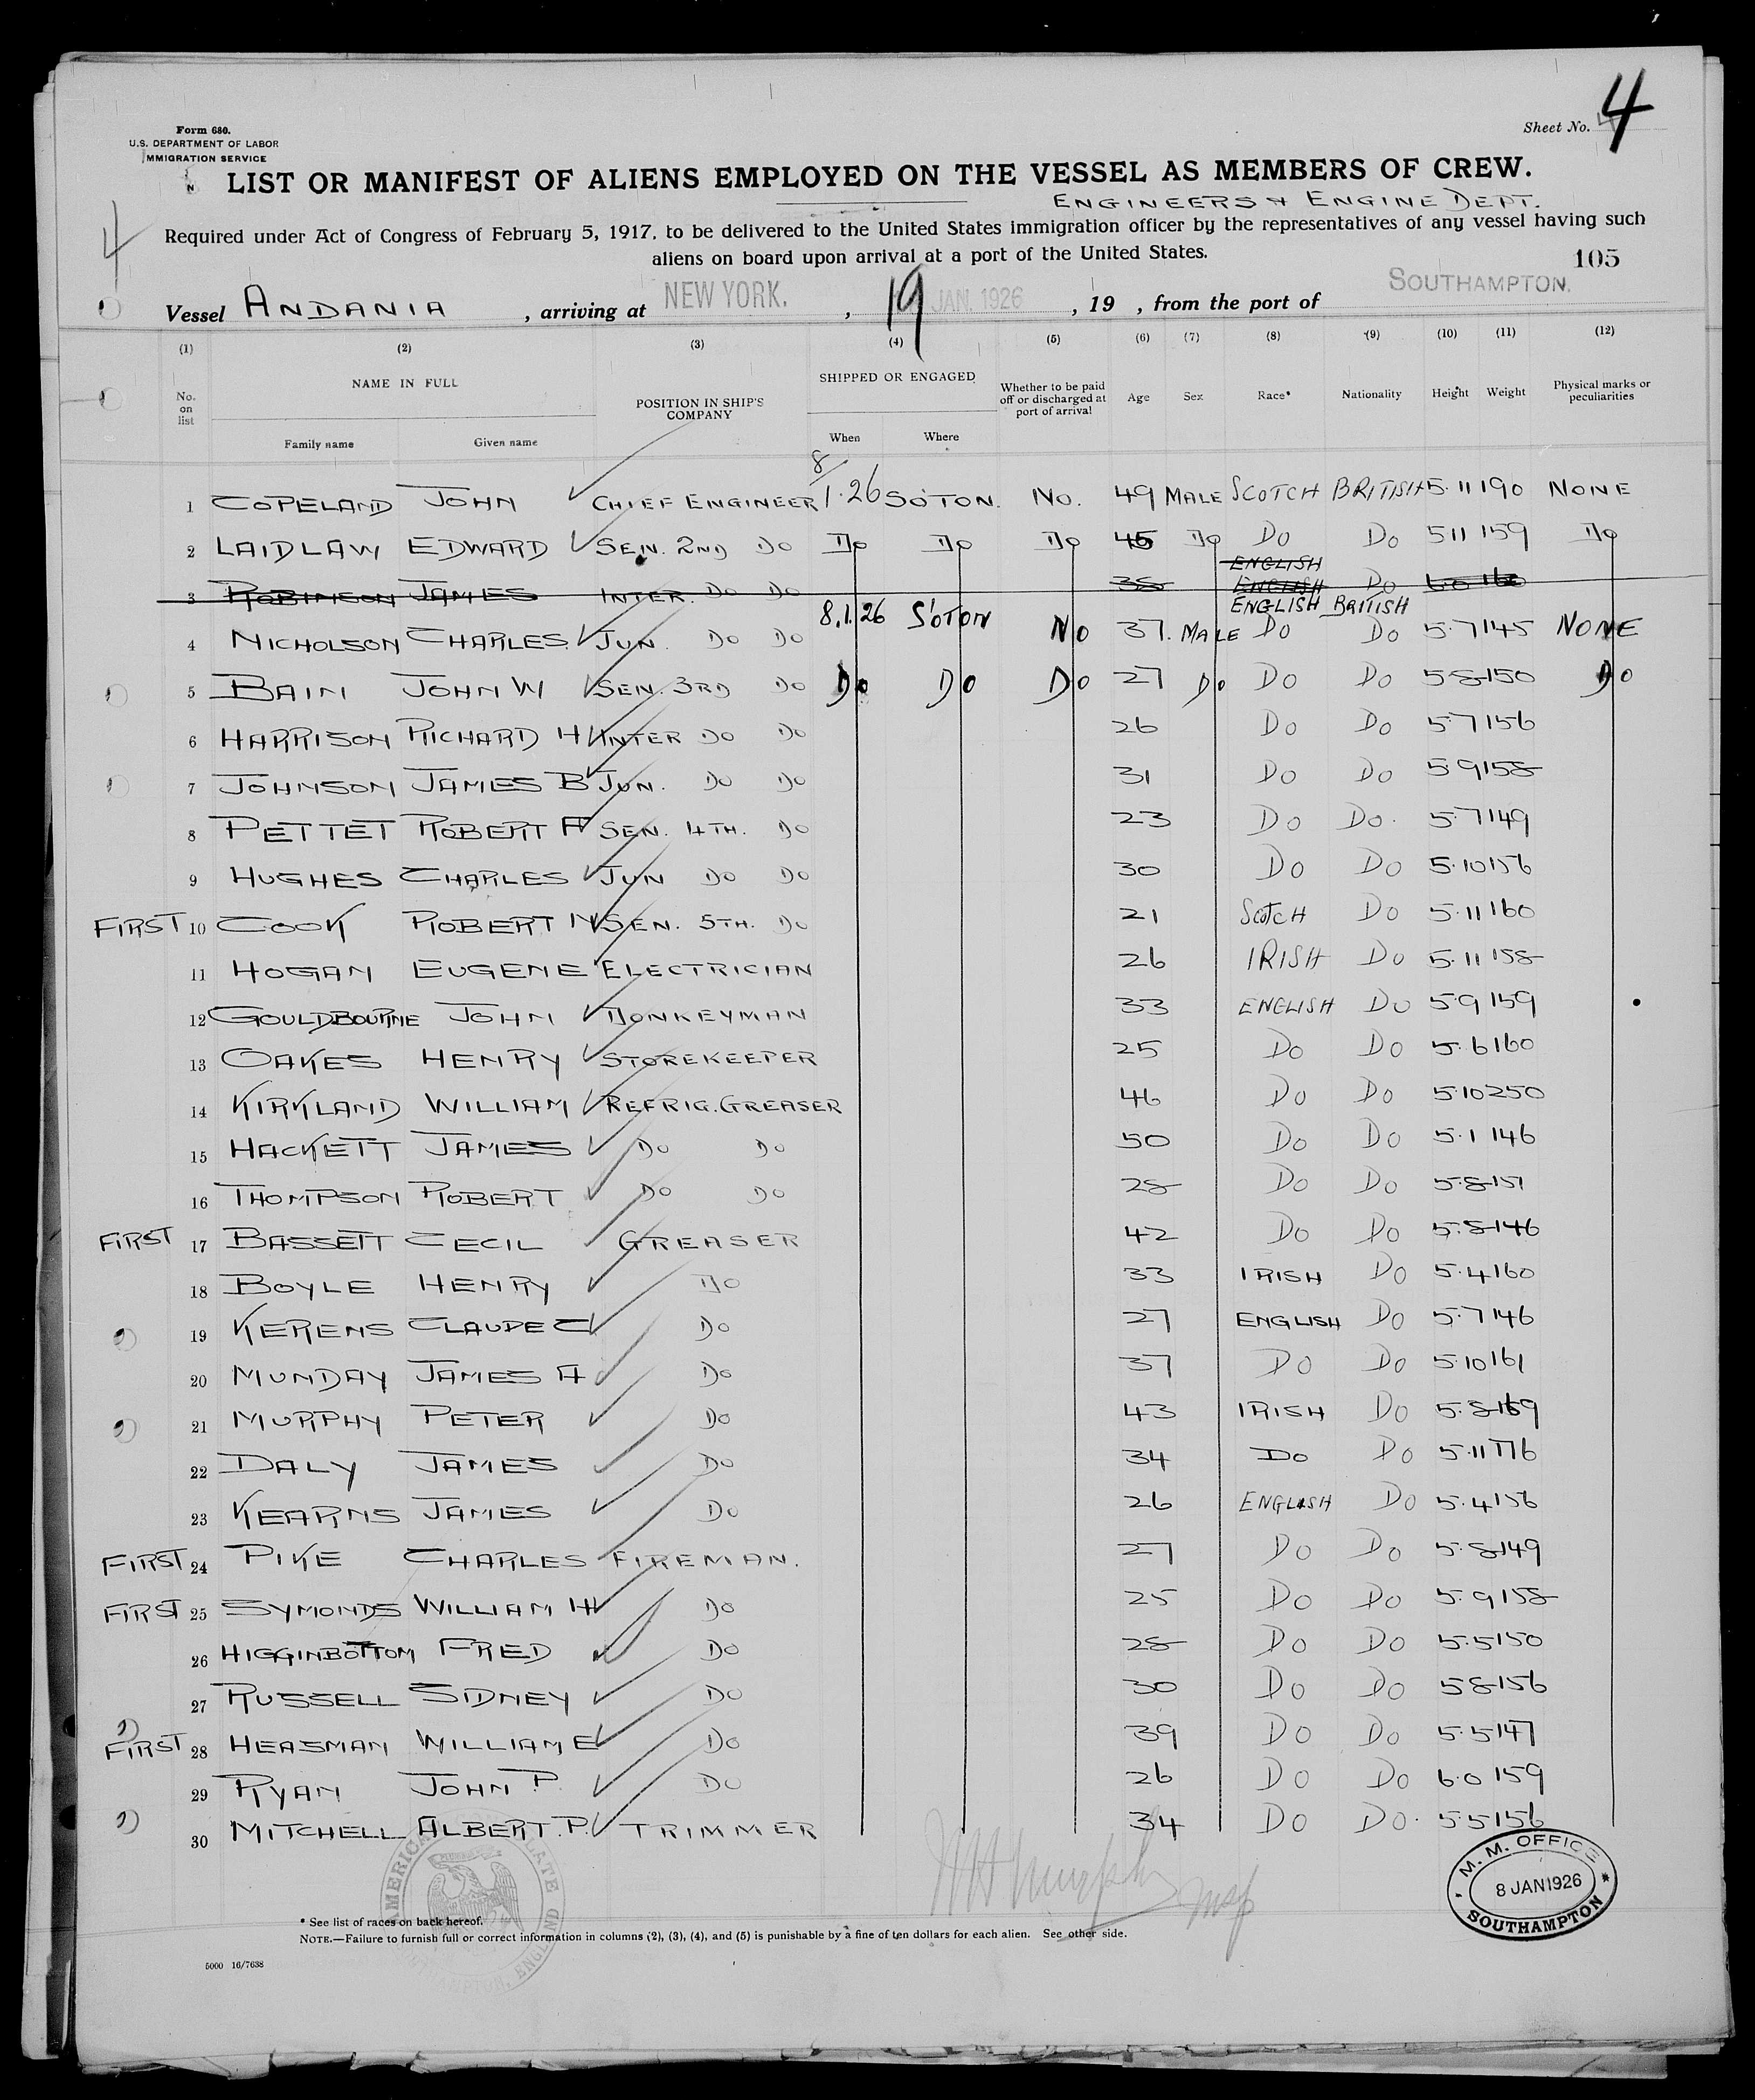 4
Form 680.
U.S. DEPARTMENT OF LABOR
IMMIGRATION SERVICE
Sheet No. 4
LIST OR MANIFEST OF ALIENS EMPLOYED ON THE VESSEL AS MEMBERS OF CREW.
ENGINEERS & ENGINE DEPT.
4
Required under Act of Congress of February 5, 1917, to be delivered to the United States immigration officer by the representatives of any vessel having such
aliens on board upon arrival at a port of the United States.
105
Vessel ANDANIA , arriving at NEW YORK. , 19 JAN. 1926 , 19 , from the port of SOUTHAMPTON.
(1) (2) (3) (4) (5) (6) (7) (8) (9) (10) (11) (12)
No. on list NAME IN FULL POSITION IN SHIP'S COMPANY SHIPPED OR ENGAGED Whether to be paid off or discharged at port of arrival Age Sex Race* Nationality Height Weight Physical marks or peculiarities
Family name Given name When Where
1 COPELAND JOHN CHIEF ENGINEER 8/1.26 SOTON. NO. 49 MALE SCOTCH BRITISH 5.11 190 NONE
2 LAIDLAW EDWARD SEN. 2ND DO DO DO DO 45 DO DO DO 5 11 159 DO
ENGLISH
3 ROBINSON JAMES INTER. DO DO 38 ENGLISH DO 6.0 160
ENGLISH BRITISH
4 NICHOLSON CHARLES JUN. DO DO 8.1.26 S'OTON NO 37. MALE DO DO 5.7 145 NONE
5 BAIN JOHN W SEN. 3RD DO DO DO DO 27 DO DO DO 5 8 150 DO
6 HARRISON RICHARD H INTER DO DO 26 DO DO 5.7 156
7 JOHNSON JAMES B JUN. DO DO 31 DO DO 5 9 158
8 PETTET ROBERT A SEN. 4TH. DO 23 DO DO. 5.7 149
9 HUGHES CHARLES JUN DO DO 30 DO DO 5.10 156
FIRST 10 COOK ROBERT N SEN. 5TH. DO 21 SCOTCH DO 5.11 160
11 HOGAN EUGENE ELECTRICIAN 26 IRISH DO 5.11 158
12 GOULDBOURNE JOHN DONKEYMAN 33 ENGLISH DO 5.9 159
13 OAKES HENRY STOREKEEPER 25 DO DO 5.6 160
14 KIRKLAND WILLIAM REFRIG. GREASER 46 DO DO 5.10 250
15 HACKETT JAMES DO DO 50 DO DO 5.1 146
16 THOMPSON ROBERT DO DO 28 DO DO 5.8 151
FIRST 17 BASSETT CECIL GREASER 42 DO DO 5.8 146
18 BOYLE HENRY DO 33 IRISH DO 5.4 160
19 KERENS CLAUDE C DO 27 ENGLISH DO 5.7 146
20 MUNDAY JAMES A DO 37 DO DO 5.10 161
21 MURPHY PETER DO 43 IRISH DO 5.8 169
22 DALY JAMES DO 34 DO DO 5.11 176
23 KEARNS JAMES DO 26 ENGLISH DO 5.4 156
FIRST 24 PIKE CHARLES FIREMAN. 27 DO DO 5.8 149
FIRST 25 SYMONDS WILLIAM H DO 25 DO DO 5.9 158
26 HIGGINBOTTOM FRED DO 28 DO DO 5.5 150
27 RUSSELL SIDNEY DO 30 DO DO 5 8 156
FIRST 28 HEASMAN WILLIAM E DO 39 DO DO 5.5 147
29 RYAN JOHN P. DO 26 DO DO 6.0 159
30 MITCHELL ALBERT. P. TRIMMER 34 DO DO. 5.5 156
M. M. OFFICE
8 JAN 1926
SOUTHAMPTON
* See list of races on back hereof.
NOTE.—Failure to furnish full or correct information in columns (2), (3), (4), and (5) is punishable by a fine of ten dollars for each alien. See other side.
5000 16/7638